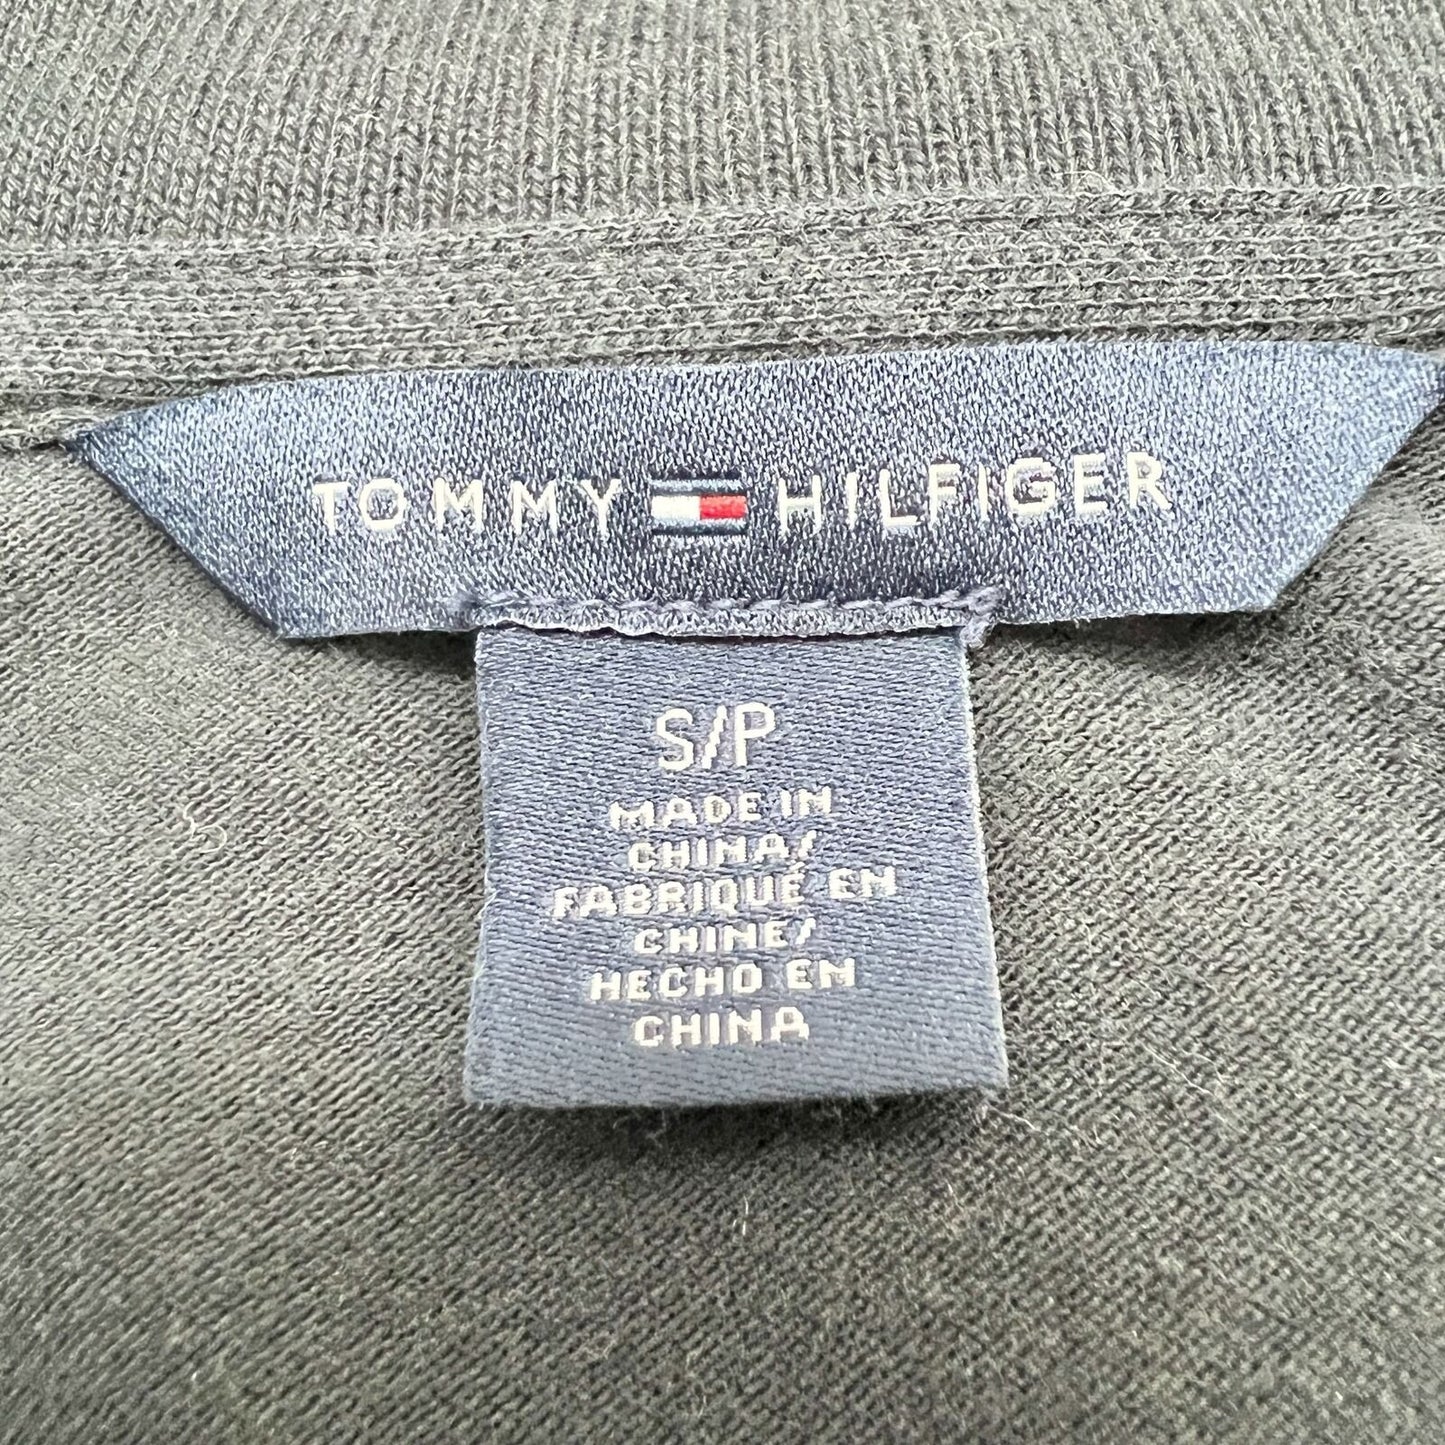 TOMMY HILFIGER
S/P
MADE IN
CHINA/
FABRIQUÉ EN
CHINE/
HECHO EN
CHINA